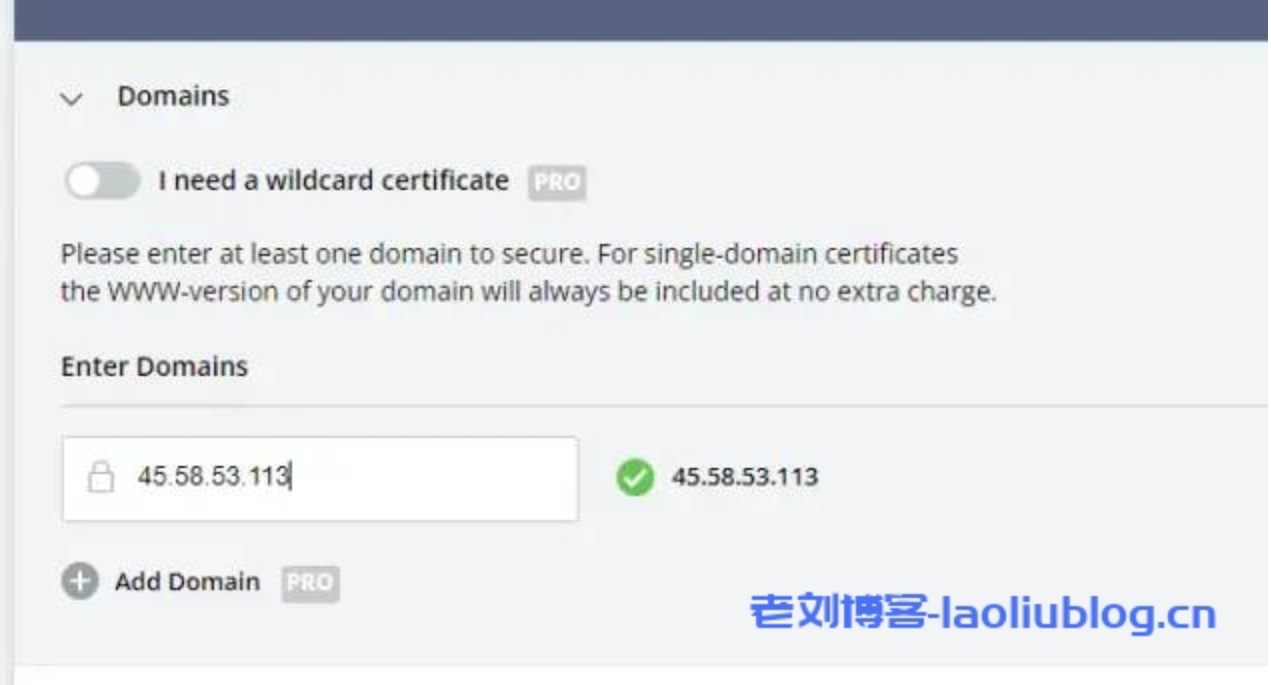 Domains
I need a wildcard certificate PRO
Please enter at least one domain to secure. For single-domain certificates
the WWW-version of your domain will always be included at no extra charge.
Enter Domains
45.58.53.113 45.58.53.113
Add Domain PRO
老刘博客-laoliublog.cn